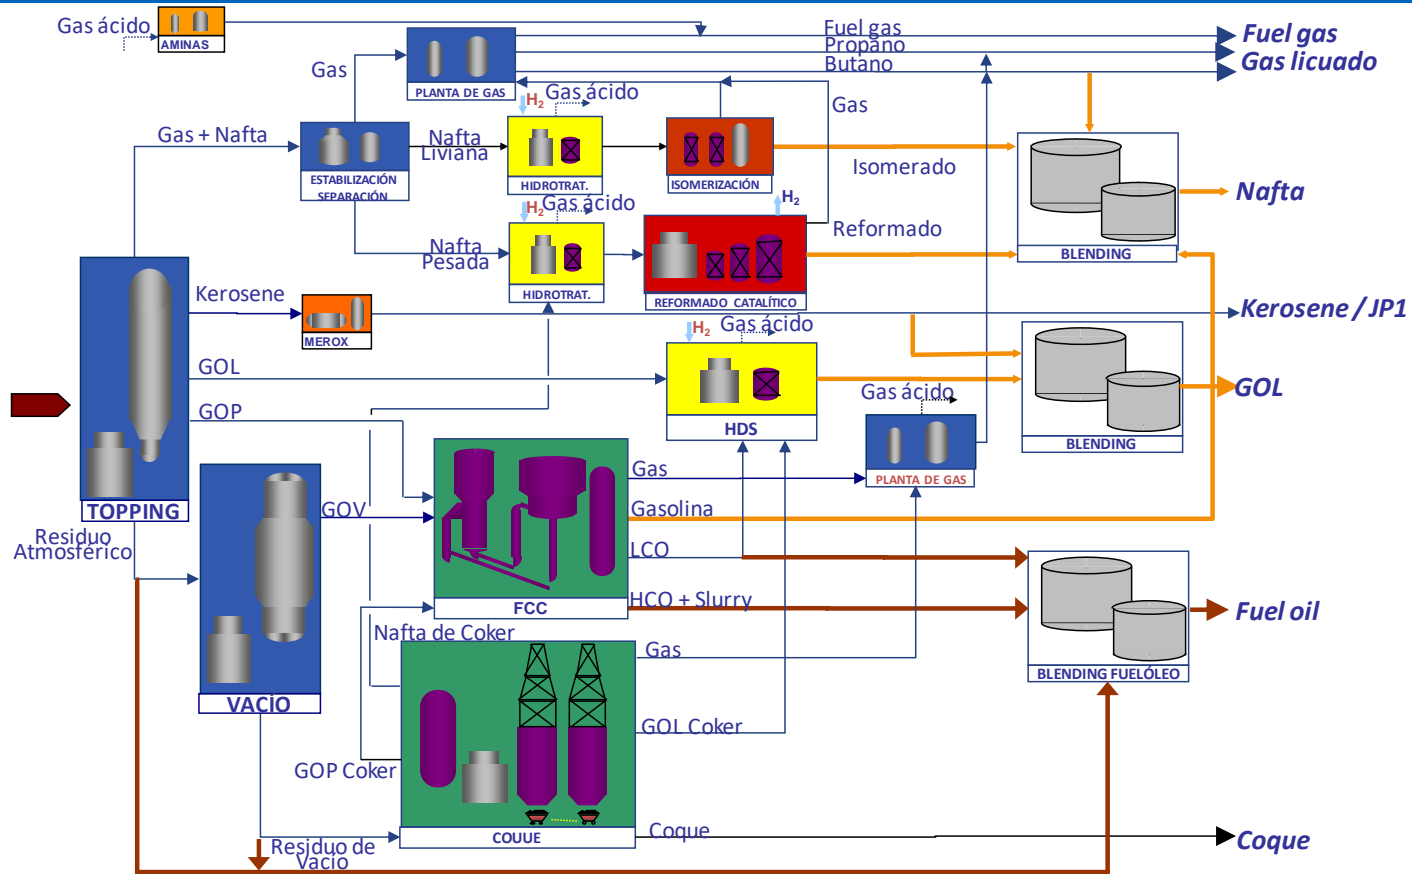 Gas ácido
AMINAS
Fuel gas
Propano
Butano
Fuel gas
Gas licuado
Gas
PLANTA DE GAS
H₂
Gas ácido
Gas
Gas + Nafta
Nafta
Liviana
ESTABILIZACIÓN
SEPARACIÓN
HIDROTRAT.
ISOMERIZACIÓN
Isomerado
H₂
Gas ácido
H₂
Nafta
Reformado
Nafta
Pesada
BLENDING
HIDROTRAT.
REFORMADO CATALÍTICO
Kerosene
MEROX
Kerosene / JP1
H₂
Gas ácido
GOL
GOP
HDS
Gas ácido
GOL
BLENDING
Gas
PLANTA DE GAS
TOPPING
GOV
Gasolina
Residuo
Atmosférico
LCO
FCC
HCO + Slurry
Fuel oil
Nafta de Coker
Gas
BLENDING FUELÓLEO
VACÍO
GOL Coker
GOP Coker
COUUE
Coque
Coque
Residuo de
Vacío